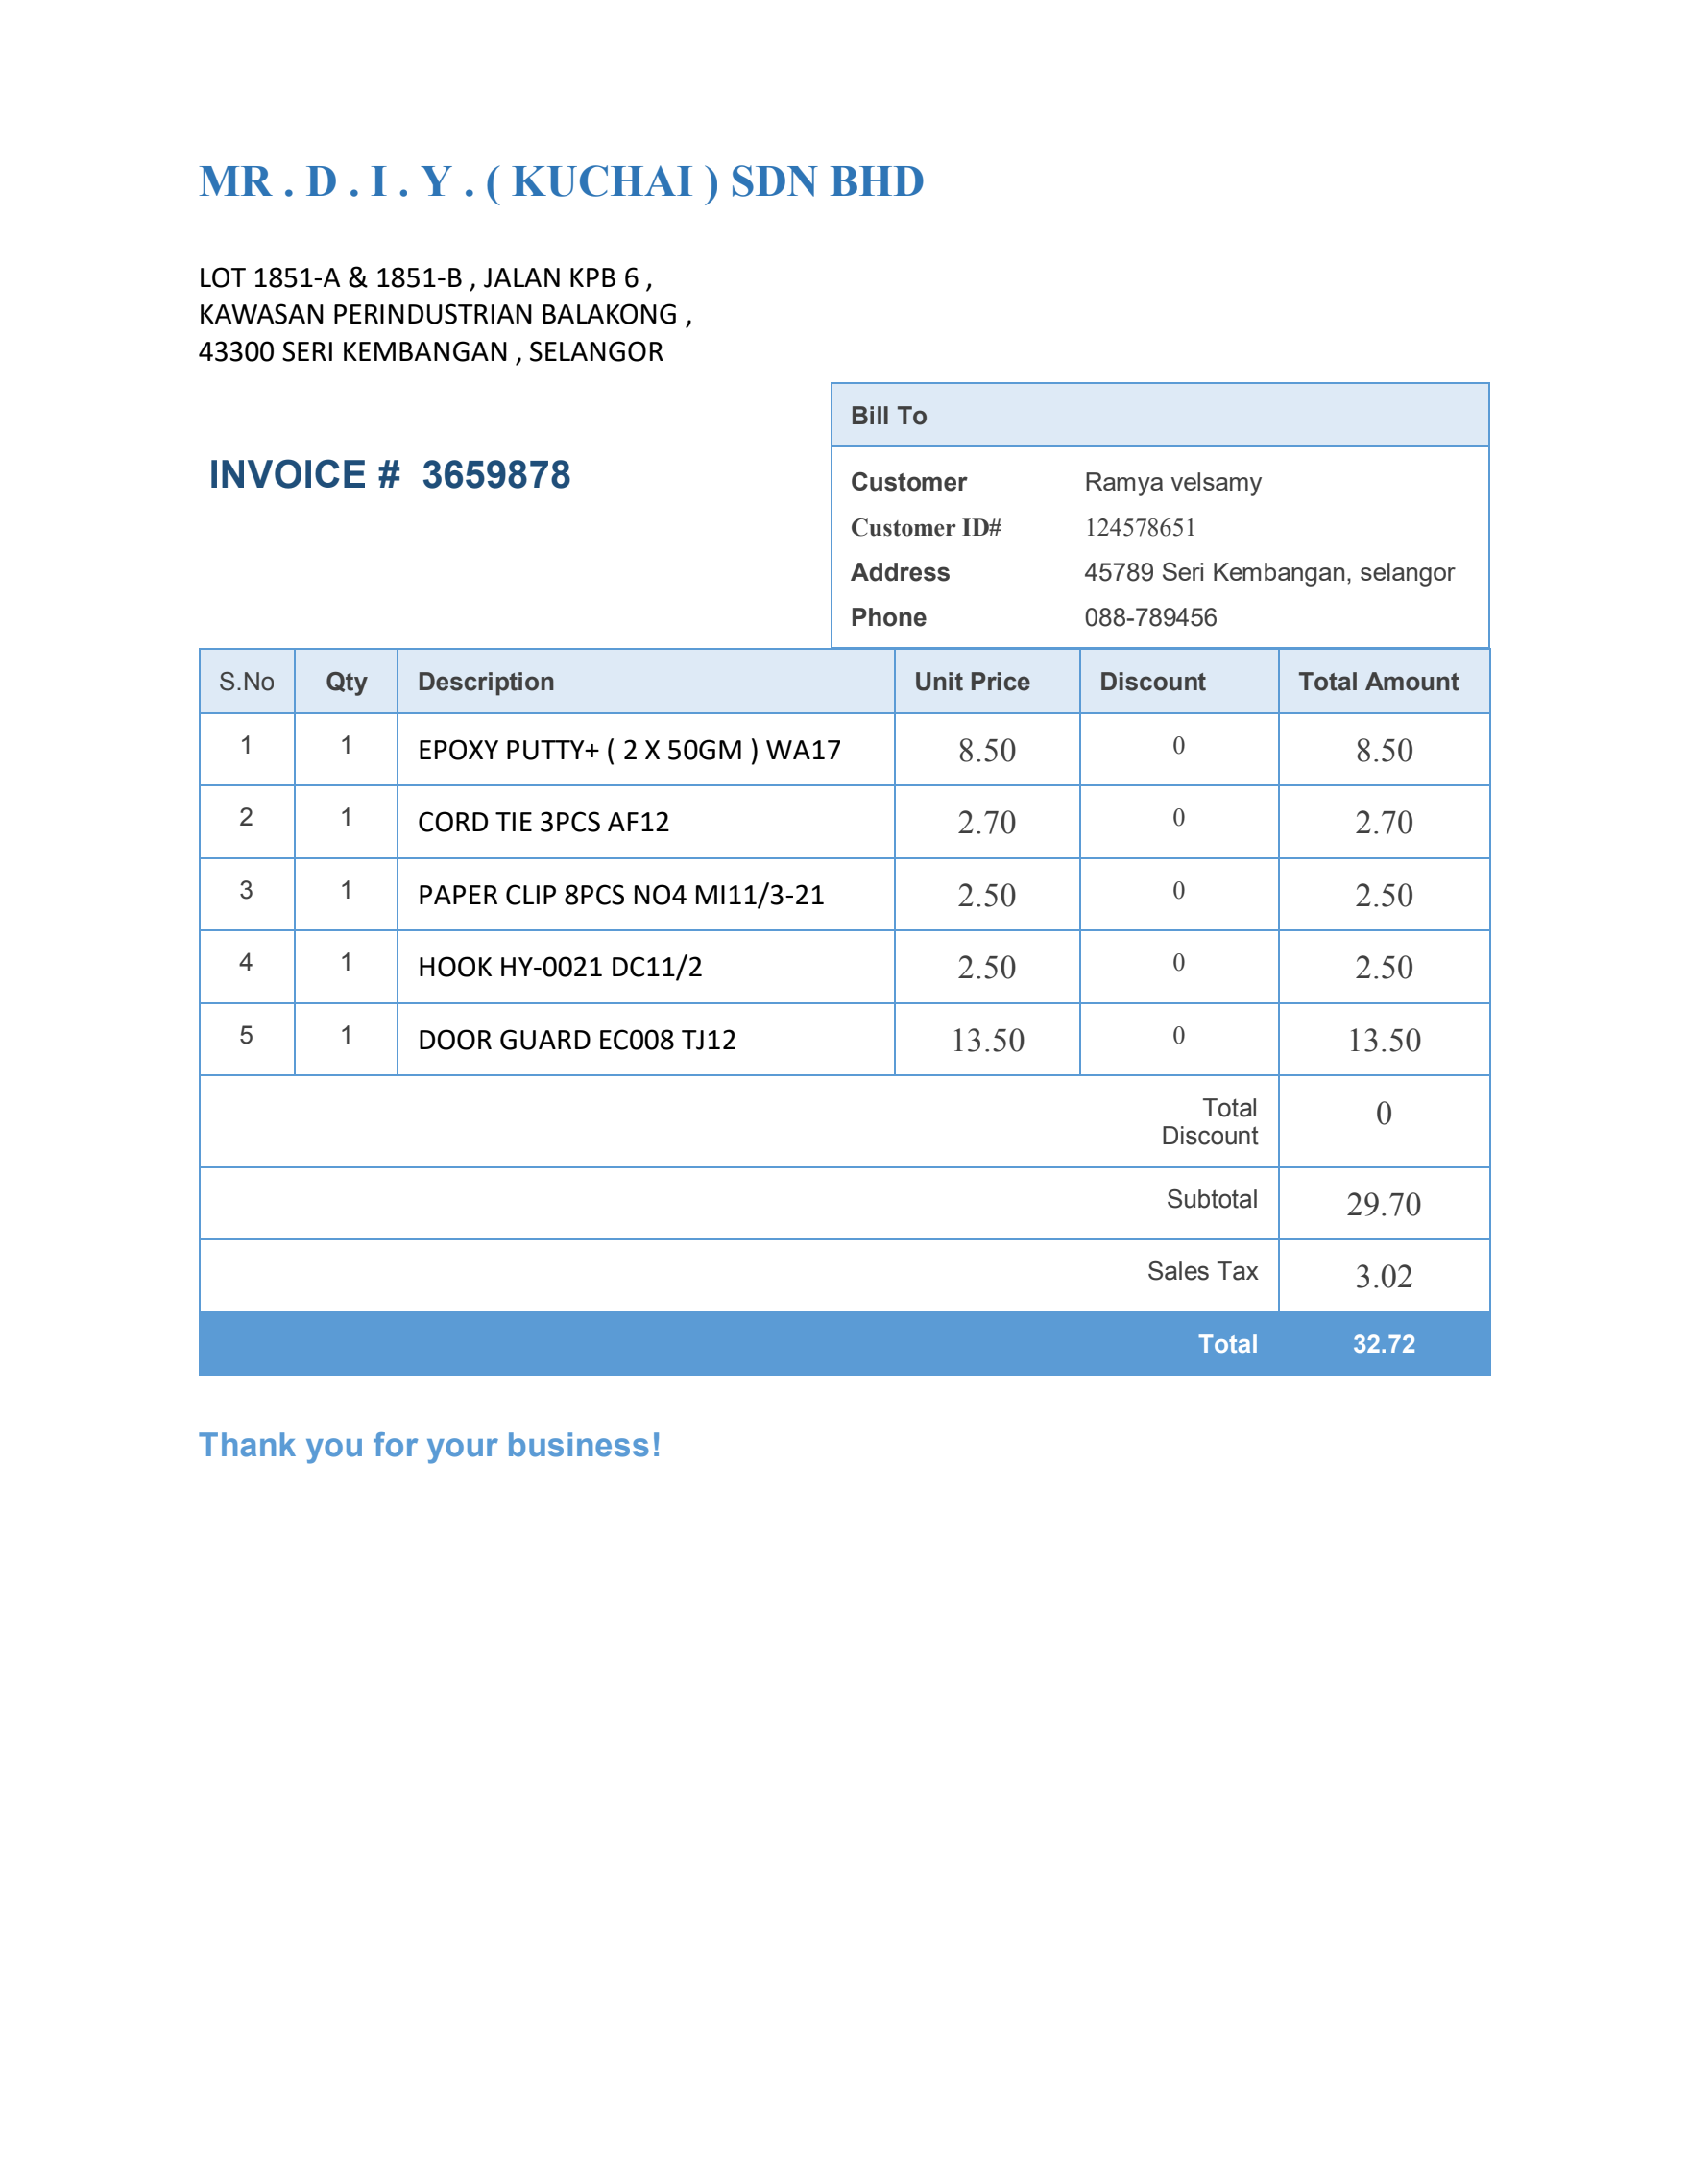 MR . D . I . Y . ( KUCHAI ) SDN BHD
LOT 1851-A & 1851-B , JALAN KPB 6 ,
KAWASAN PERINDUSTRIAN BALAKONG ,
43300 SERI KEMBANGAN , SELANGOR
INVOICE # 3659878
Bill To
Customer Ramya velsamy
Customer ID# 124578651
Address 45789 Seri Kembangan, selangor
Phone 088-789456
S.No Qty Description Unit Price Discount Total Amount
1 1 EPOXY PUTTY+ ( 2 X 50GM ) WA17 8.50 0 8.50
2 1 CORD TIE 3PCS AF12 2.70 0 2.70
3 1 PAPER CLIP 8PCS NO4 MI11/3-21 2.50 0 2.50
4 1 HOOK HY-0021 DC11/2 2.50 0 2.50
5 1 DOOR GUARD EC008 TJ12 13.50 0 13.50
Total
Discount 0
Subtotal 29.70
Sales Tax 3.02
Total 32.72
Thank you for your business!